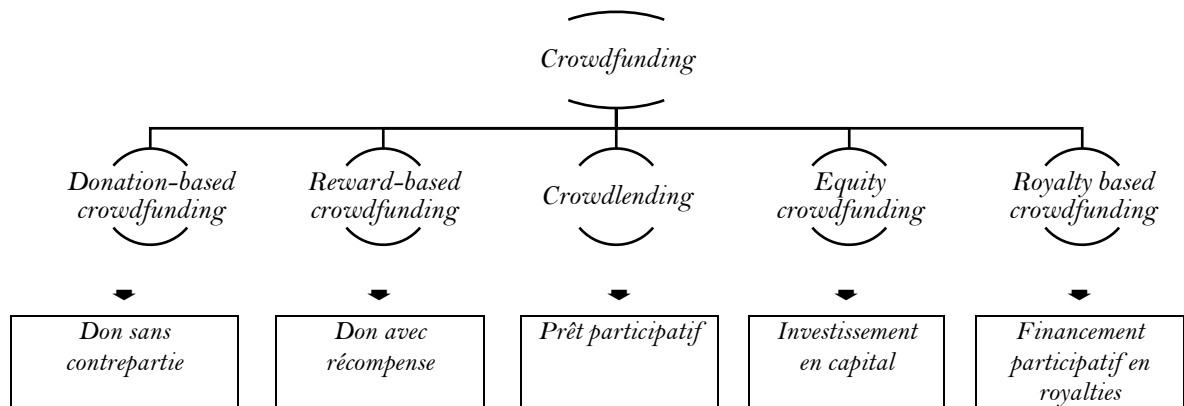 Crowdfunding
Donation-based
crowdfunding
Reward-based
crowdfunding
Crowdlending
Equity
crowdfunding
Royalty based
crowdfunding
Don sans
contrepartie
Don avec
récompense
Prêt participatif
Investissement
en capital
Financement
participatif en
royalties